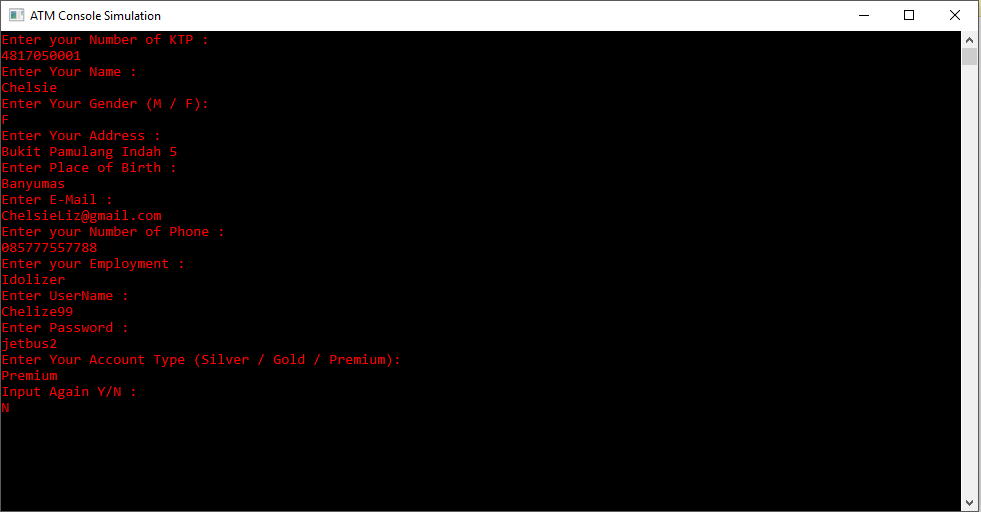 ATM Console Simulation
Enter your Number of KTP :
4817050001
Enter Your Name :
Chelsie
Enter Your Gender (M / F):
F
Enter Your Address :
Bukit Pamulang Indah 5
Enter Place of Birth :
Banyumas
Enter E-Mail :
ChelsieLiz@gmail.com
Enter your Number of Phone :
085777557788
Enter your Employment :
Idolizer
Enter UserName :
Chelize99
Enter Password :
jetbus2
Enter Your Account Type (Silver / Gold / Premium):
Premium
Input Again Y/N :
N